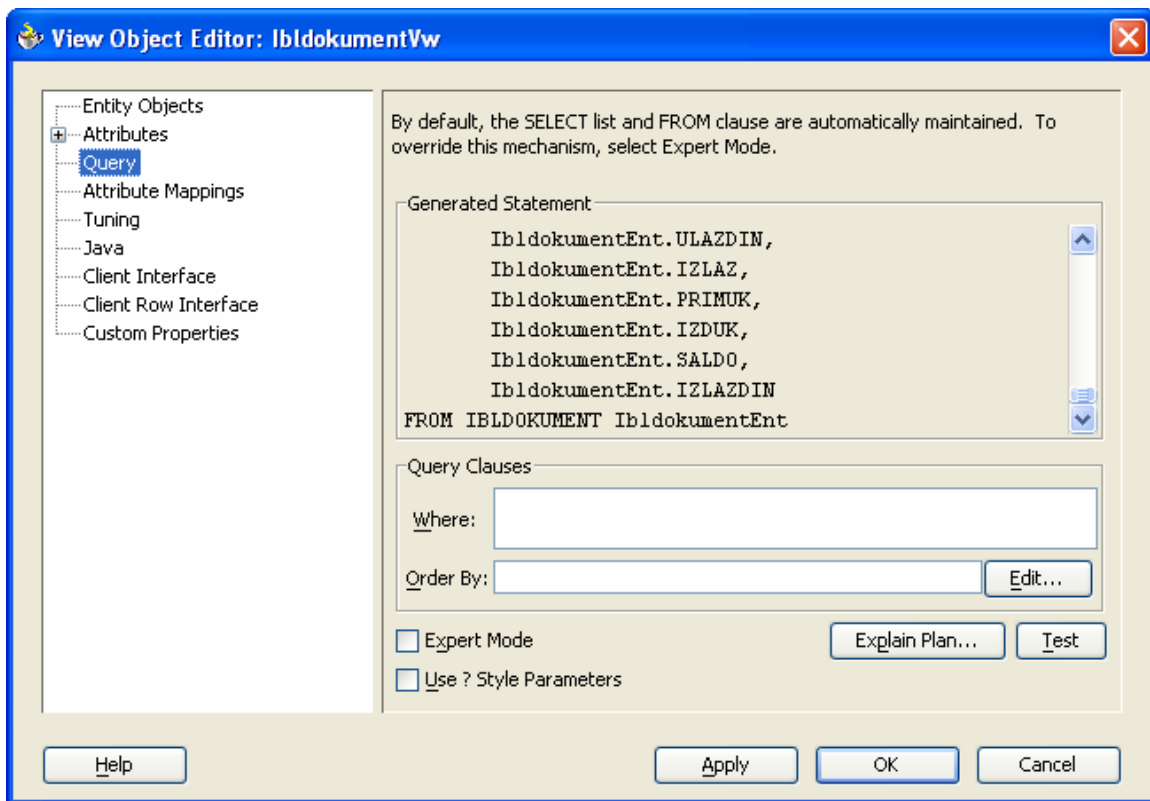 View Object Editor: IbldokumentVw
Entity Objects
Attributes
Query
Attribute Mappings
Tuning
Java
Client Interface
Client Row Interface
Custom Properties
By default, the SELECT list and FROM clause are automatically maintained. To
override this mechanism, select Expert Mode.
Generated Statement
IbldokumentEnt.ULAZDIN,
IbldokumentEnt.IZLAZ,
IbldokumentEnt.PRIMUK,
IbldokumentEnt.IZDUK,
IbldokumentEnt.SALDO,
IbldokumentEnt.IZLAZDIN
FROM IBLDOKUMENT IbldokumentEnt
Query Clauses
Where:
Order By:
Edit...
Expert Mode
Explain Plan...
Test
Use ? Style Parameters
Help
Apply
OK
Cancel